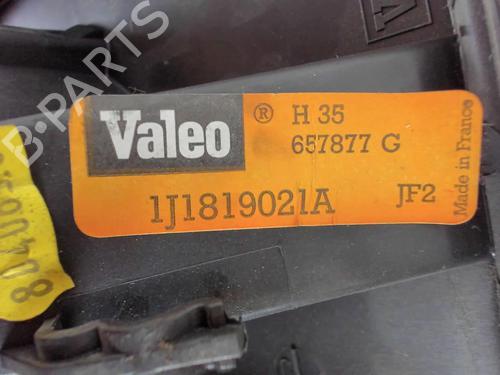 B-PARTS
Valeo ® H 35
657877 G
1J1819021A JF2
Made in France